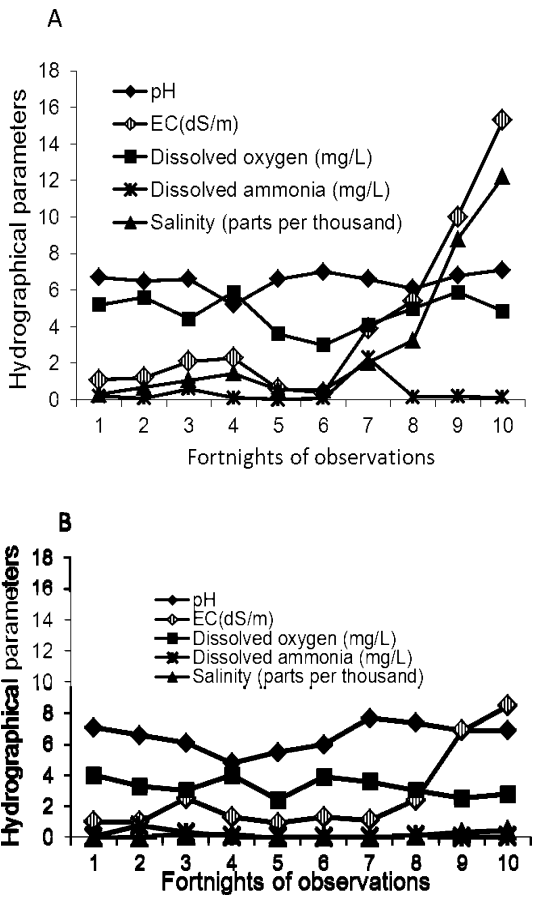 A
Hydrographical parameters
18
16
14
12
10
8
6
4
2
0
pH
EC(dS/m)
Dissolved oxygen (mg/L)
Dissolved ammonia (mg/L)
Salinity (parts per thousand)
1 2 3 4 5 6 7 8 9 10
Fortnights of observations
B
Hydrographical parameters
18
16
14
12
10
8
6
4
2
0
pH
EC(dS/m)
Dissolved oxygen (mg/L)
Dissolved ammonia (mg/L)
Salinity (parts per thousand)
1 2 3 4 5 6 7 8 9 10
Fortnights of observations